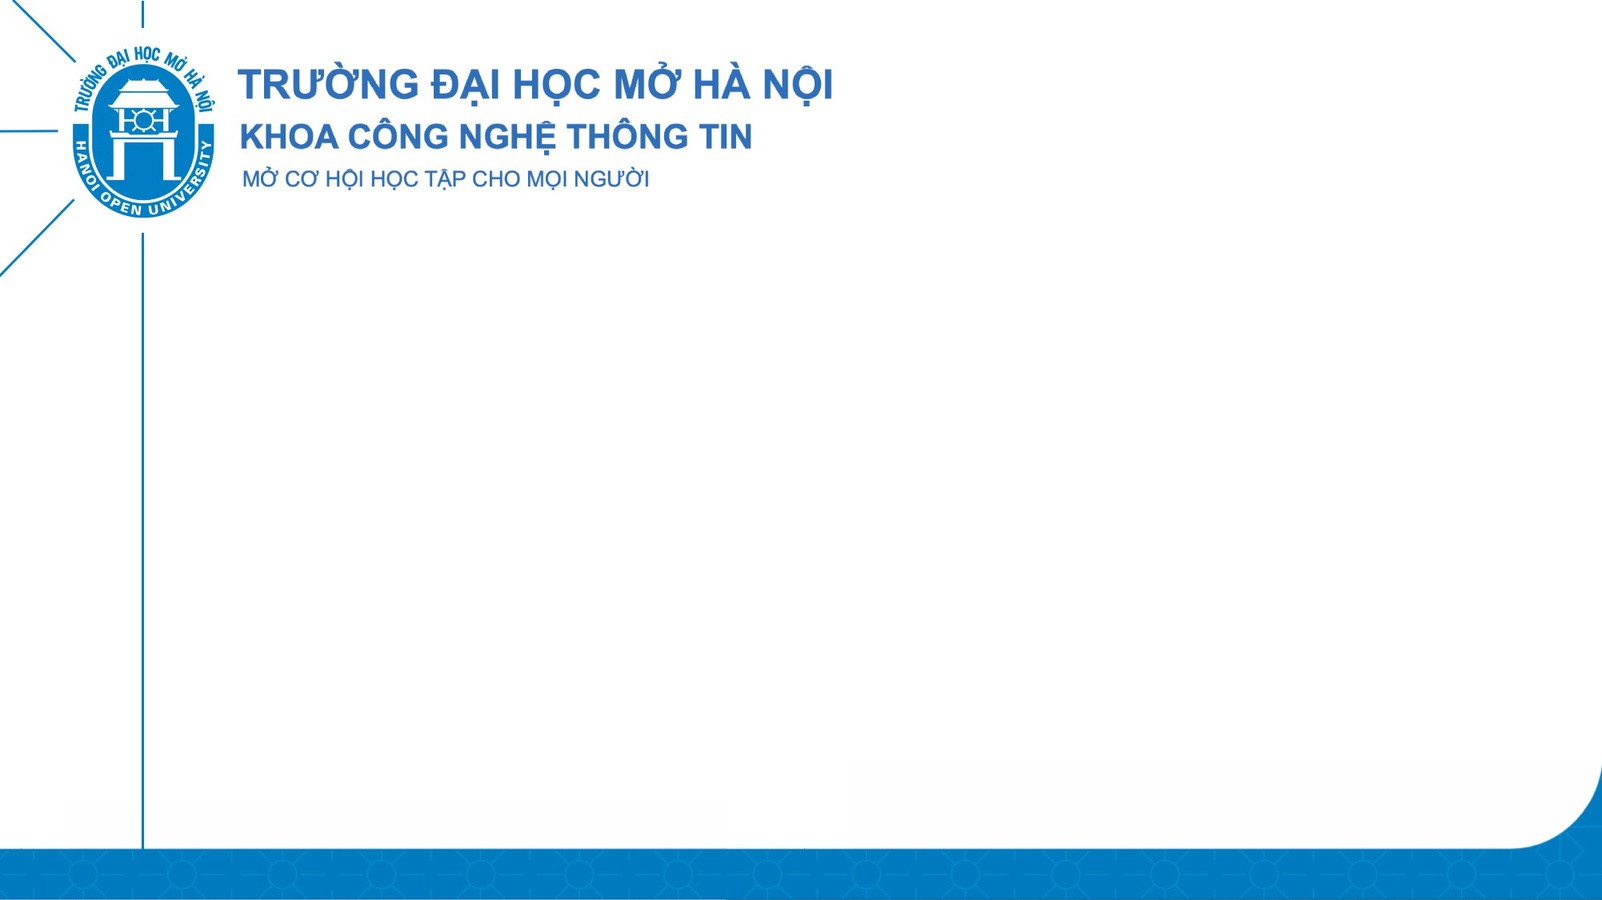 TRƯỜNG ĐẠI HỌC MỞ HÀ NỘI
HANOI OPEN UNIVERSITY
TRƯỜNG ĐẠI HỌC MỞ HÀ NỘI
KHOA CÔNG NGHỆ THÔNG TIN
MỞ CƠ HỘI HỌC TẬP CHO MỌI NGƯỜI